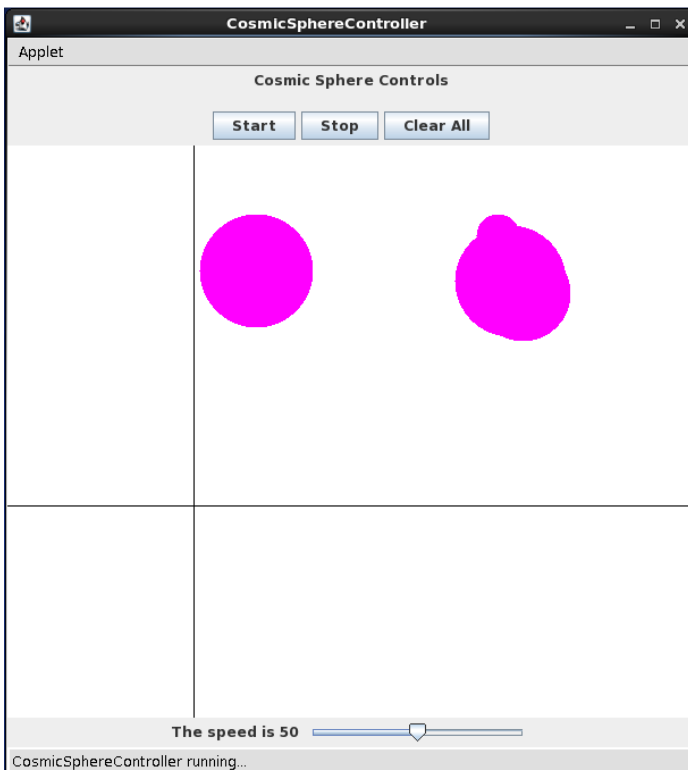 CosmicSphereController
Applet
Cosmic Sphere Controls
Start Stop Clear All
The speed is 50
CosmicSphereController running...